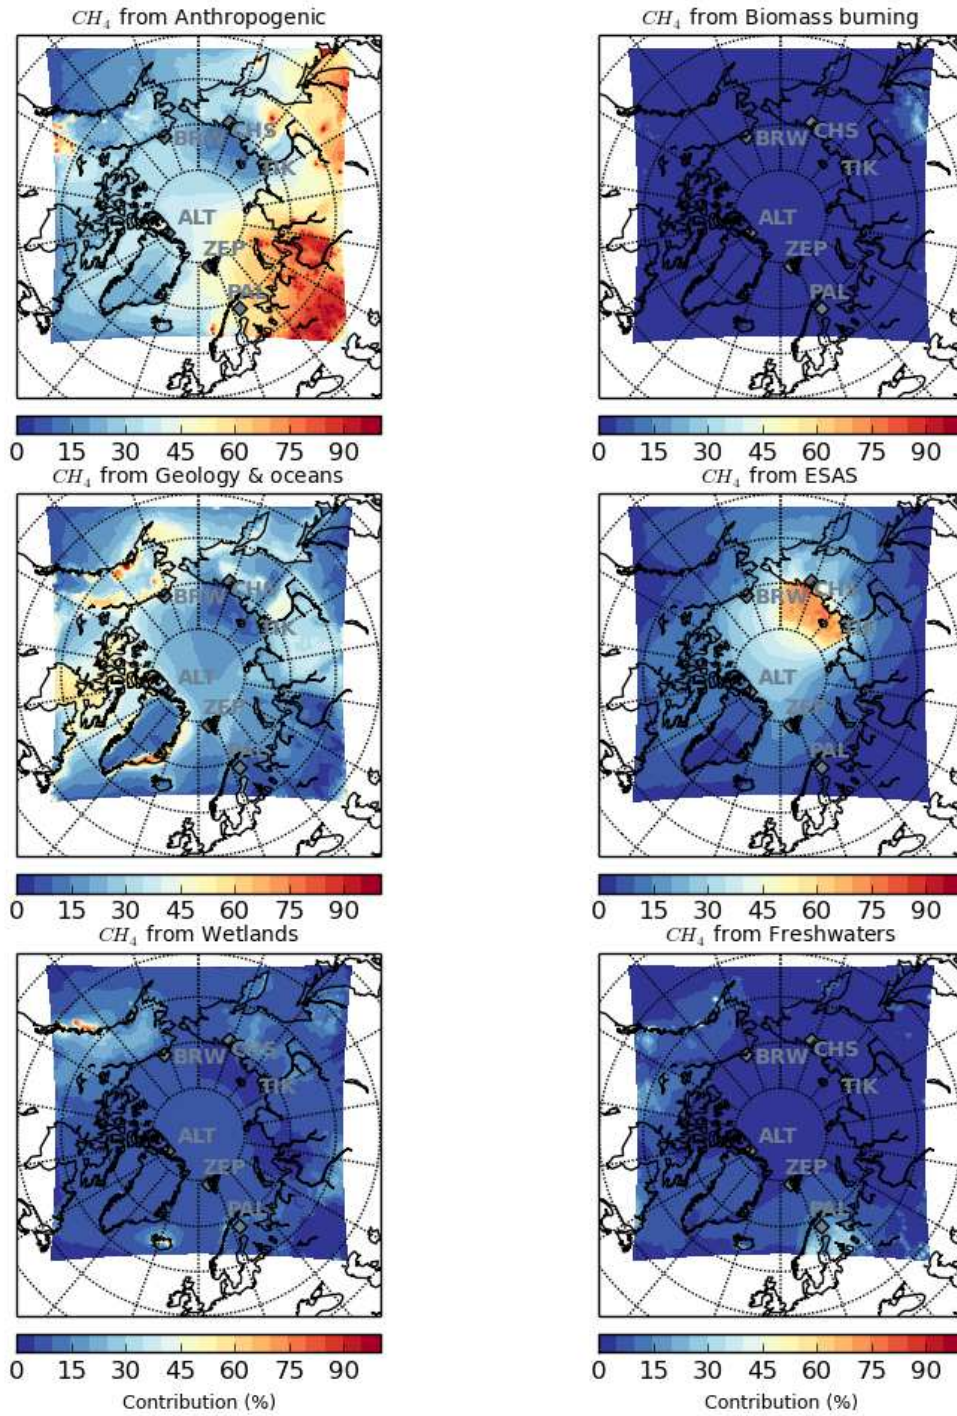 CH₄ from Anthropogenic
CH₄ from Biomass burning
BRW CHS
TIK
ALT
ZEP
PAL
BRW CHS
TIK
ALT
ZEP
PAL
0 15 30 45 60 75 90
0 15 30 45 60 75 90
CH₄ from Geology & oceans
CH₄ from ESAS
BRW CHS
TIK
ALT
ZEP
PAL
BRW CHS
ALT
ZEP
PAL
0 15 30 45 60 75 90
0 15 30 45 60 75 90
CH₄ from Wetlands
CH₄ from Freshwaters
BRW CHS
TIK
ALT
ZEP
PAL
BRW CHS
TIK
ALT
ZEP
PAL
0 15 30 45 60 75 90
0 15 30 45 60 75 90
Contribution (%)
Contribution (%)